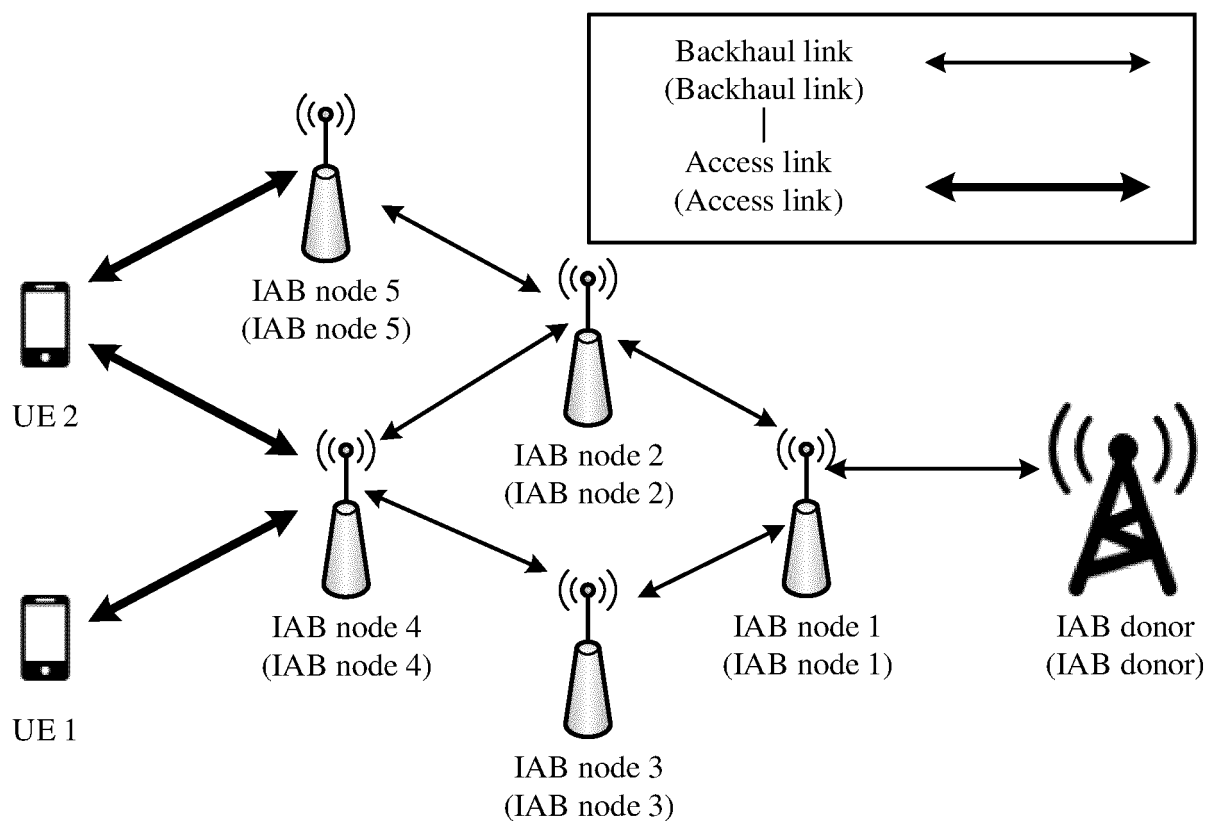 Backhaul link
(Backhaul link)
Access link
(Access link)
IAB node 5
(IAB node 5)
UE 2
IAB node 2
(IAB node 2)
IAB node 4
(IAB node 4)
IAB node 1
(IAB node 1)
IAB donor
(IAB donor)
UE 1
IAB node 3
(IAB node 3)